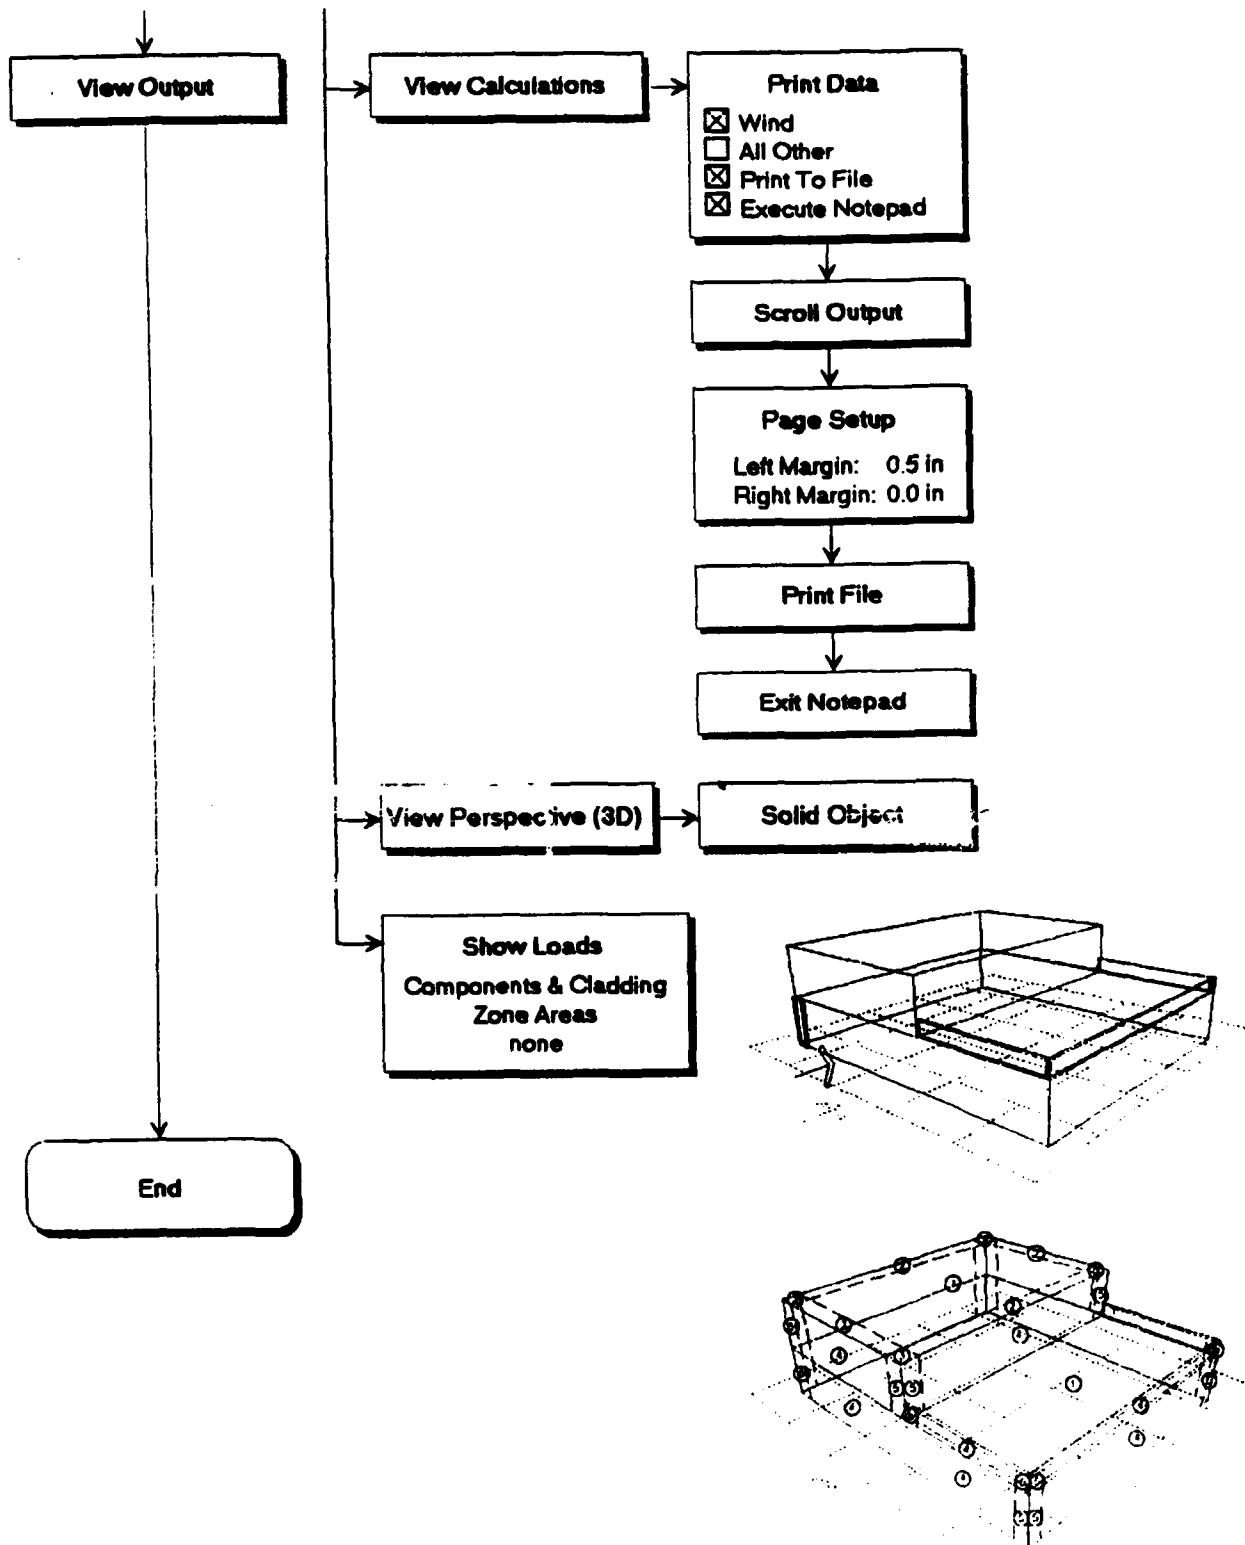 View Output
View Calculations
Print Data
Wind
All Other
Print To File
Execute Notepad
Scroll Output
Page Setup
Left Margin: 0.5 in
Right Margin: 0.0 in
Print File
Exit Notepad
View Perspective (3D)
Solid Object
Show Loads
Components & Cladding
Zone Areas
none
End